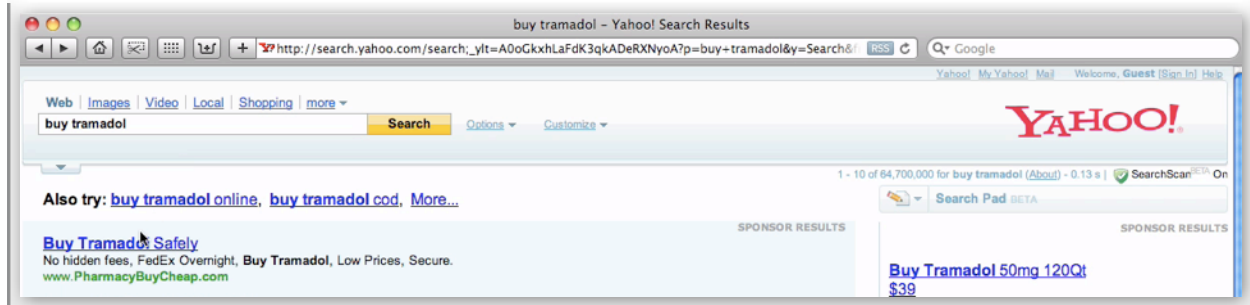 buy tramadol – Yahoo! Search Results
http://search.yahoo.com/search;_ylt=A0oGkxhLaFdK3qkADeRXNyoA?p=buy+tramadol&y=Search&f RSS Google
Yahoo! My Yahoo! Mail Welcome, Guest [Sign In] Help
Web | Images | Video | Local | Shopping | more
buy tramadol Search Options Customize YAHOO!
1 - 10 of 64,700,000 for buy tramadol (About) - 0.13 s | SearchScan BETA On
Also try: buy tramadol online, buy tramadol cod, More...
Search Pad BETA
SPONSOR RESULTS
Buy Tramadol Safely
No hidden fees, FedEx Overnight, Buy Tramadol, Low Prices, Secure.
www.PharmacyBuyCheap.com
SPONSOR RESULTS
Buy Tramadol 50mg 120Qt
$39